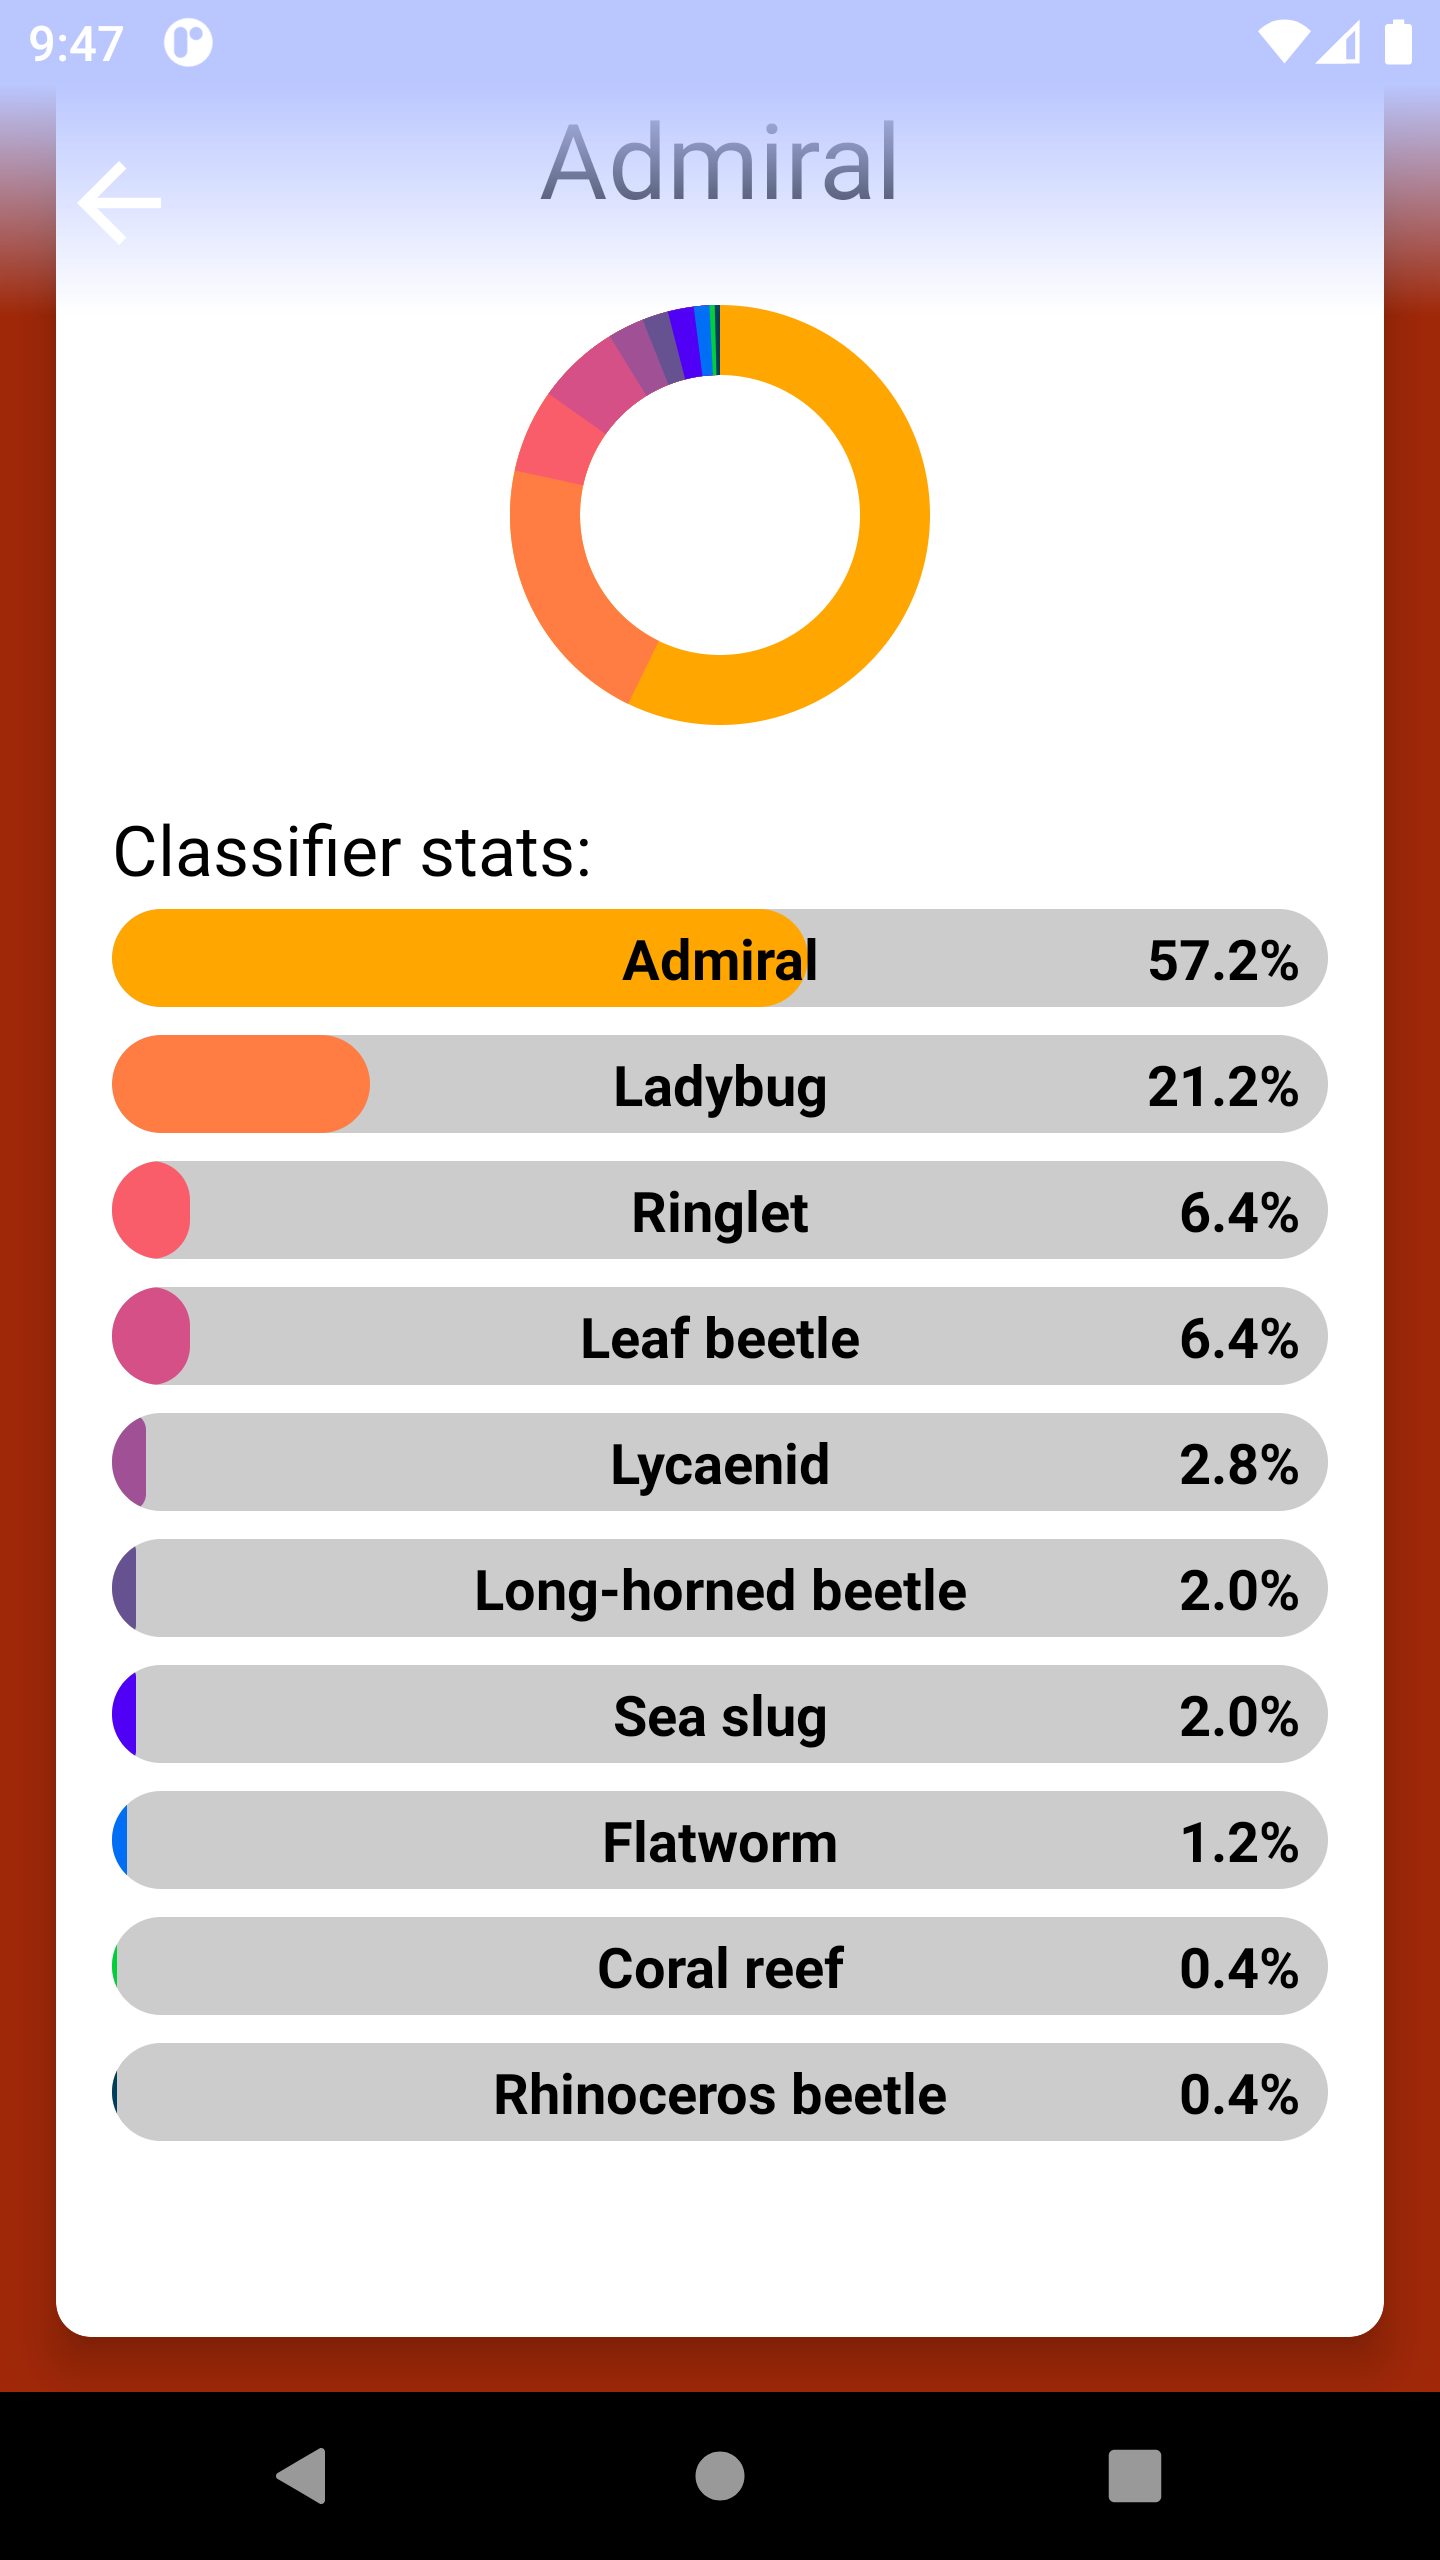 9:47
Admiral
Classifier stats:
Admiral 57.2%
Ladybug 21.2%
Ringlet 6.4%
Leaf beetle 6.4%
Lycaenid 2.8%
Long-horned beetle 2.0%
Sea slug 2.0%
Flatworm 1.2%
Coral reef 0.4%
Rhinoceros beetle 0.4%